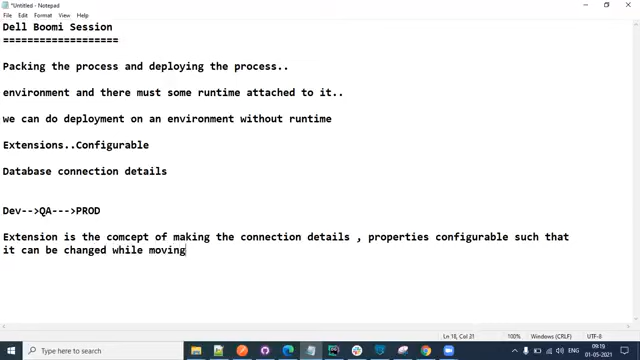 *Untitled - Notepad
File Edit Format View Help
Dell Boomi Session
===================
Packing the process and deploying the process..
environment and there must some runtime attached to it..
we can do deployment on an environment without runtime
Extensions..Configurable
Database connection details
Dev-->QA--->PROD
Extension is the comcept of making the connection details , properties configurable such that
it can be changed while moving
Ln 18, Col 31
100%
Windows (CRLF)
UTF-8
Type here to search
ENG
09:19
01-05-2021